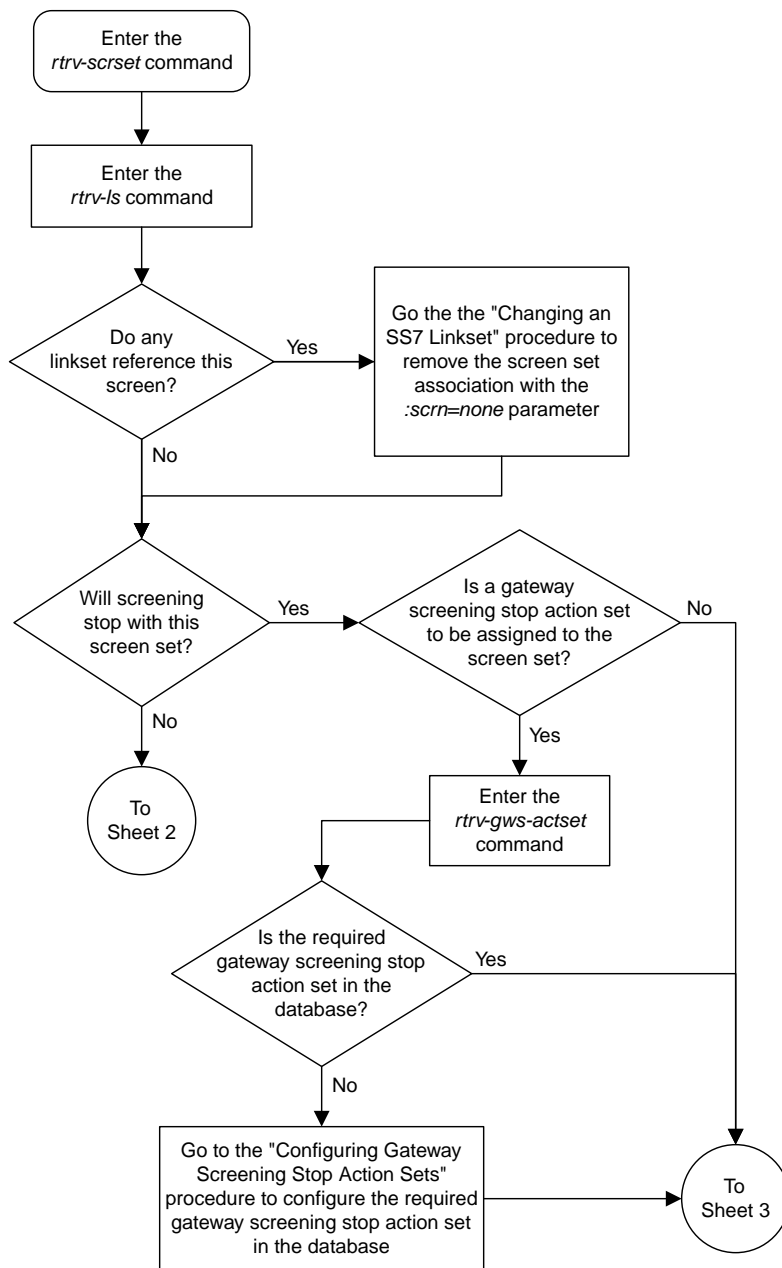 Enter the
rtrv-scrset command
Enter the
rtrv-ls command
Do any
linkset reference this
screen?
Yes
Go the the "Changing an
SS7 Linkset" procedure to
remove the screen set
association with the
:scrn=none parameter
No
Will screening
stop with this
screen set?
Yes
Is a gateway
screening stop action set
to be assigned to the
screen set?
No
No
Yes
To
Sheet 2
Enter the
rtrv-gws-actset
command
Is the required
gateway screening stop
action set in the
database?
Yes
No
Go to the "Configuring Gateway
Screening Stop Action Sets"
procedure to configure the required
gateway screening stop action set
in the database
To
Sheet 3